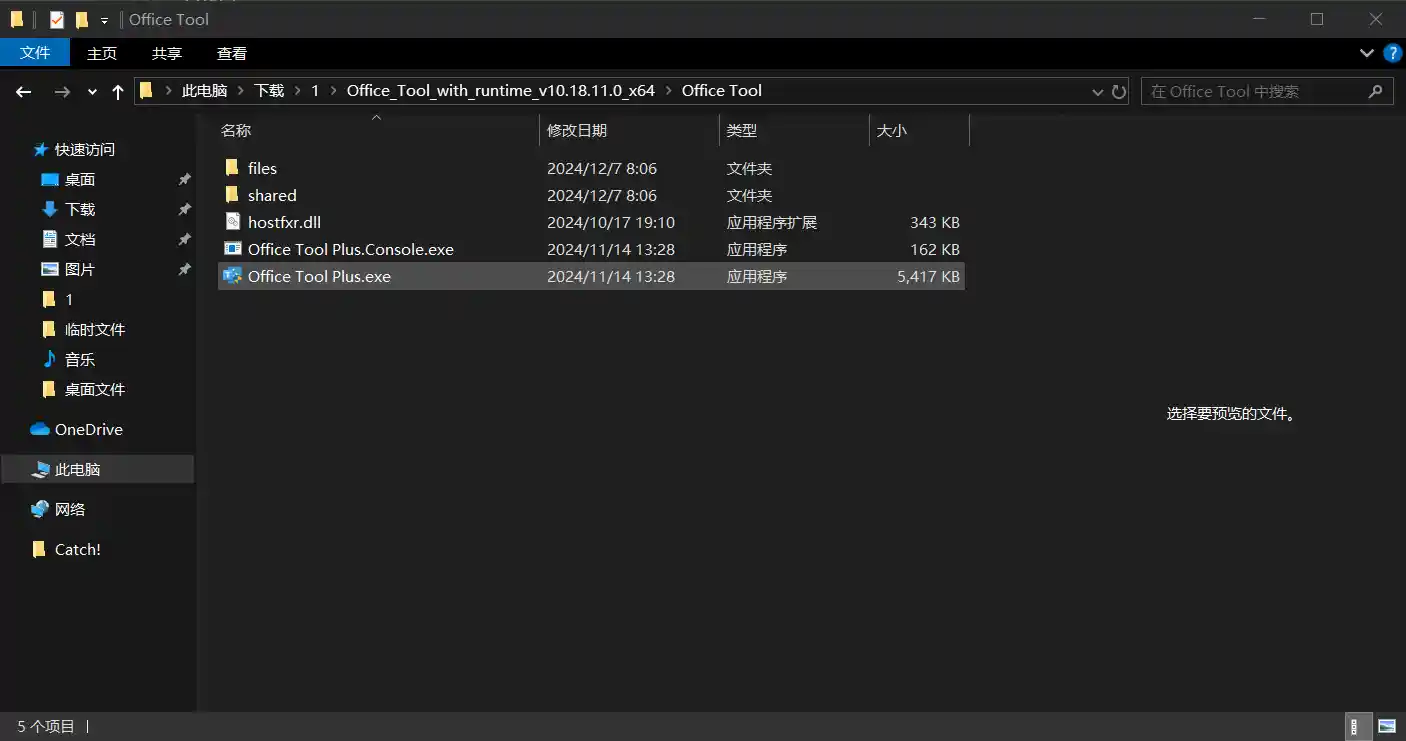 Office Tool
文件 主页 共享 查看
此电脑 下载 1 Office_Tool_with_runtime_v10.18.11.0_x64 Office Tool 在 Office Tool 中搜索
名称 修改日期 类型 大小
files 2024/12/7 8:06 文件夹
shared 2024/12/7 8:06 文件夹
hostfxr.dll 2024/10/17 19:10 应用程序扩展 343 KB
Office Tool Plus.Console.exe 2024/11/14 13:28 应用程序 162 KB
Office Tool Plus.exe 2024/11/14 13:28 应用程序 5,417 KB
快速访问
桌面
下载
文档
图片
1
临时文件
音乐
桌面文件
OneDrive
此电脑
网络
Catch!
选择要预览的文件。
5 个项目